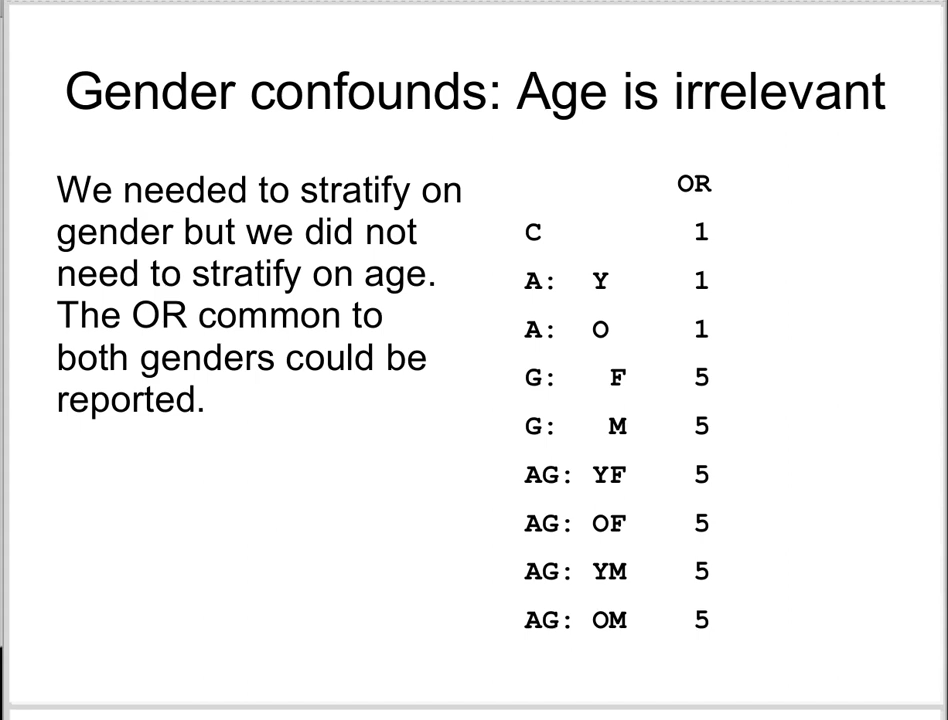 Gender confounds: Age is irrelevant
We needed to stratify on
gender but we did not
need to stratify on age.
The OR common to
both genders could be
reported.
OR
C 1
A: Y 1
A: O 1
G: F 5
G: M 5
AG: YF 5
AG: OF 5
AG: YM 5
AG: OM 5